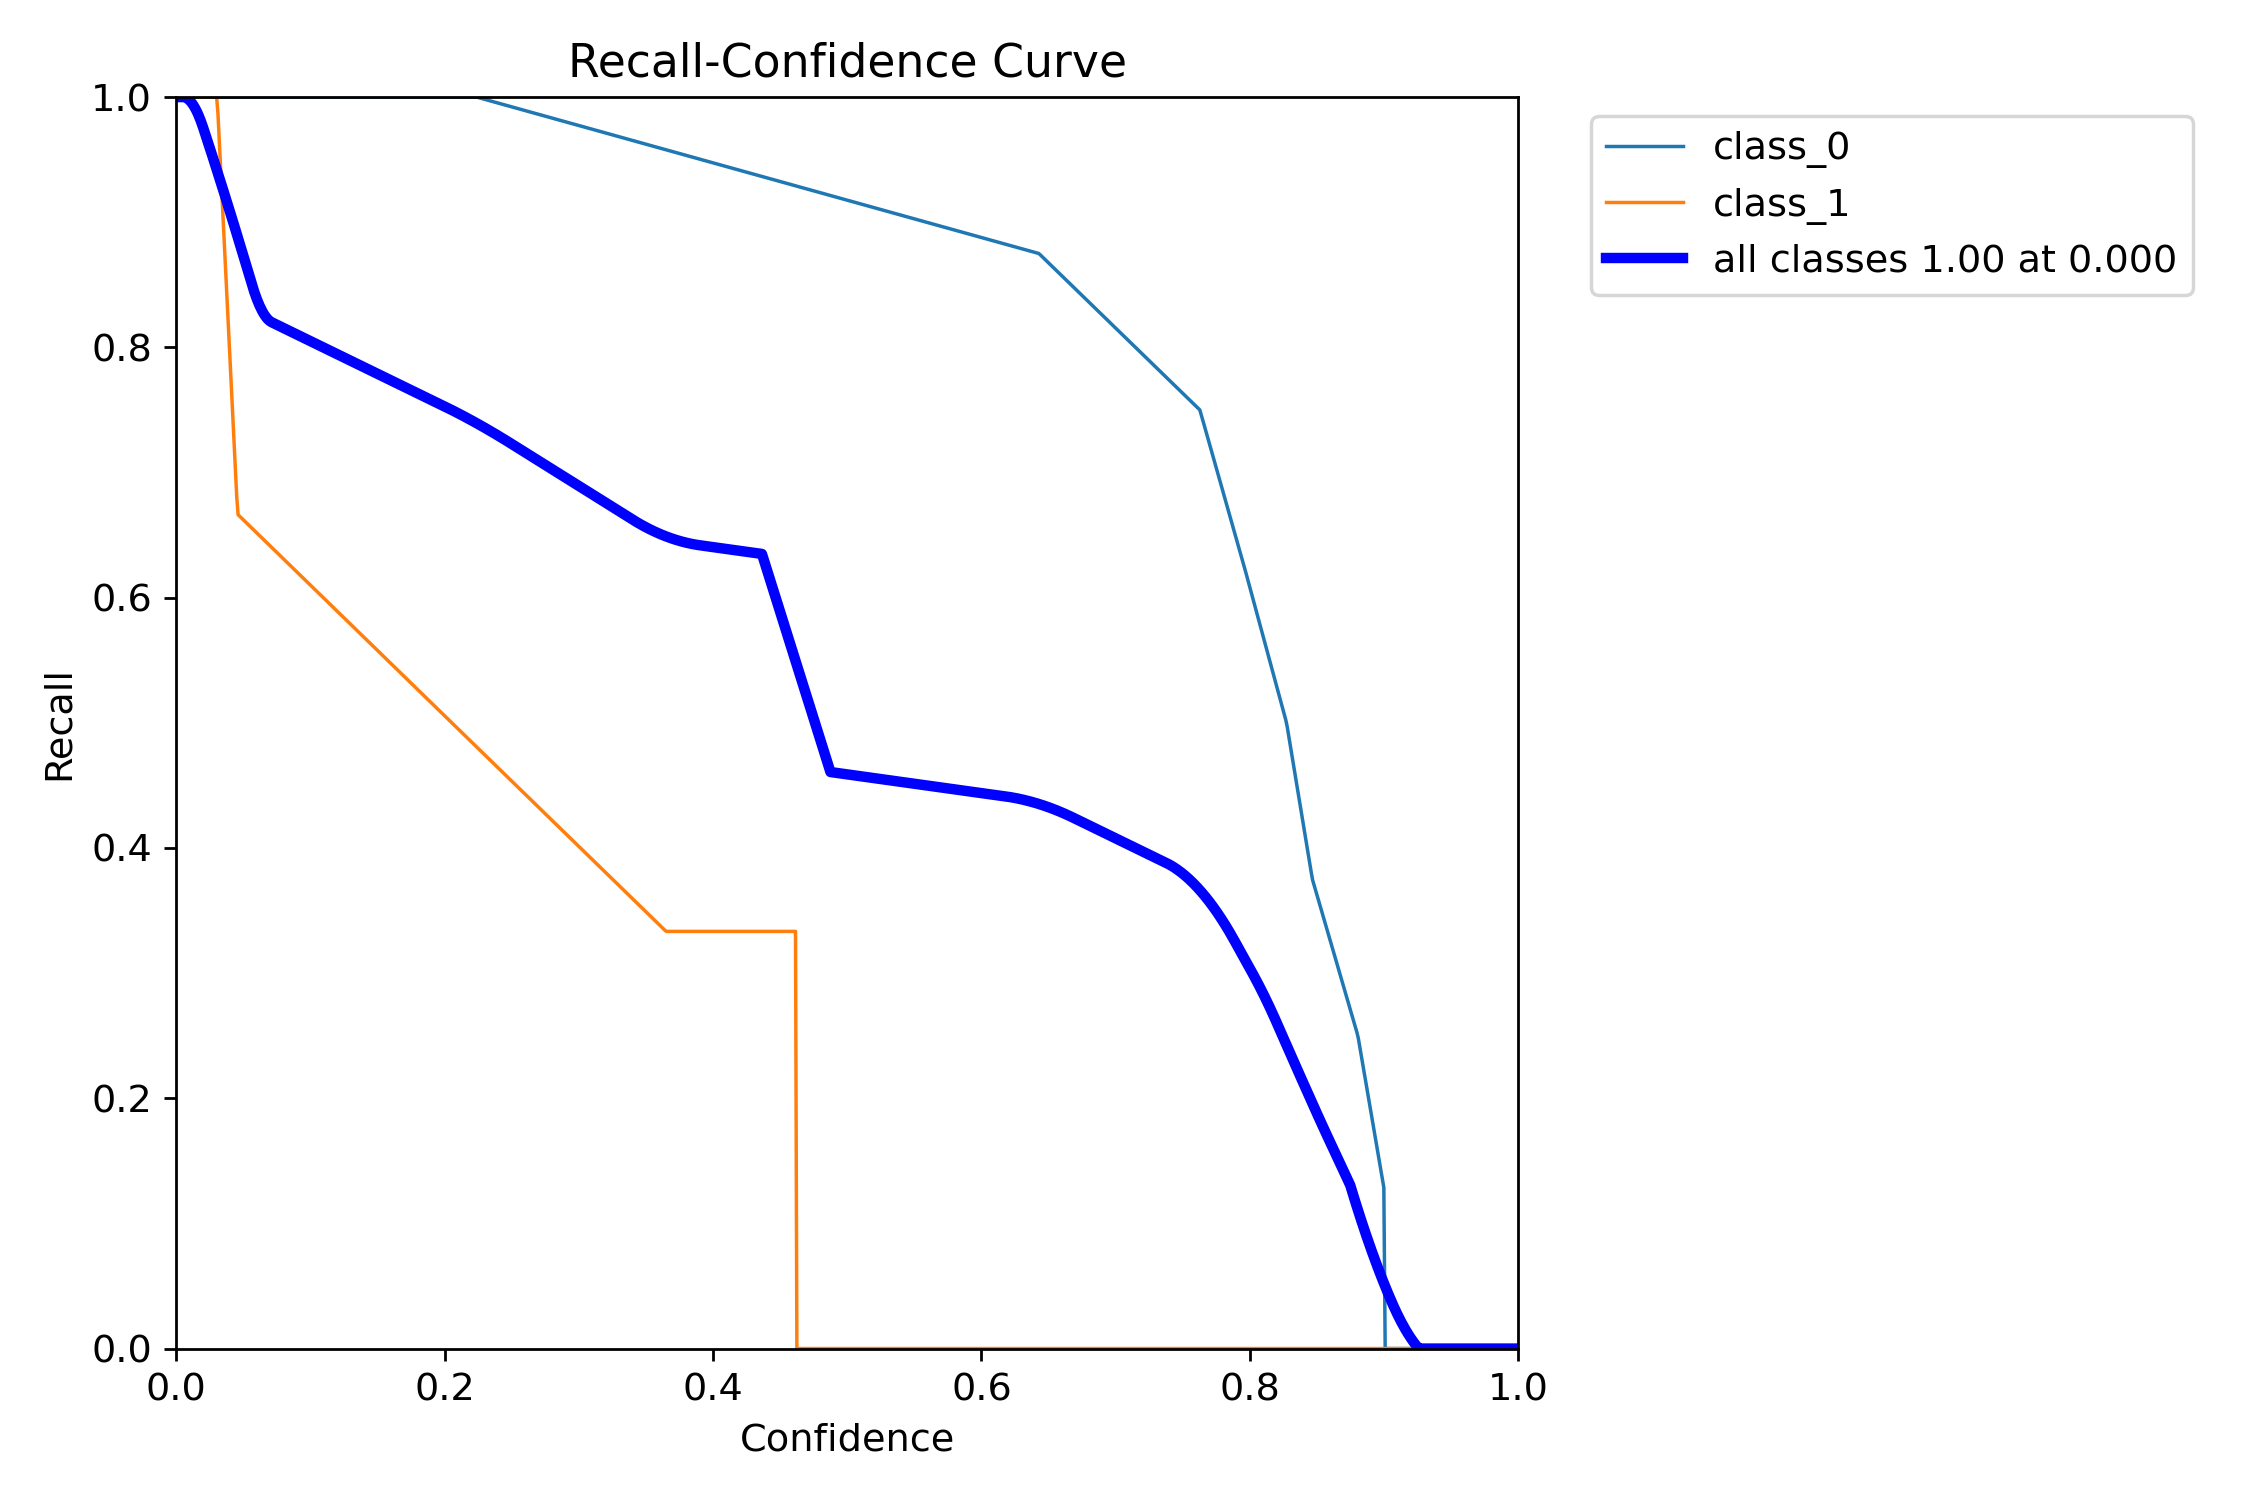 Recall-Confidence Curve
1.0
0.8
0.6
0.4
0.2
0.0
Recall
0.0 0.2 0.4 0.6 0.8 1.0
Confidence
class_0
class_1
all classes 1.00 at 0.000